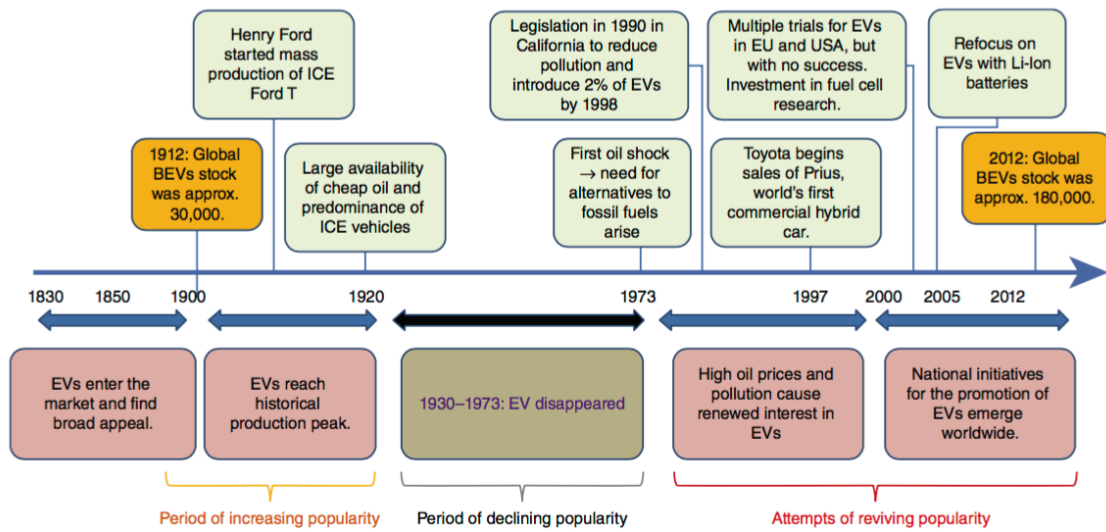 Henry Ford
started mass
production of ICE
Ford T
Legislation in 1990 in
California to reduce
pollution and
introduce 2% of EVs
by 1998
Multiple trials for EVs
in EU and USA, but
with no success.
Investment in fuel cell
research.
Refocus on
EVs with Li-Ion
batteries
1912: Global
BEVs stock
was approx.
30,000.
Large availability
of cheap oil and
predominance of
ICE vehicles
First oil shock
→ need for
alternatives to
fossil fuels
arise
Toyota begins
sales of Prius,
world's first
commercial hybrid
car.
2012: Global
BEVs stock was
approx. 180,000.
1830 1850 1900 1920 1973 1997 2000 2005 2012
EVs enter the
market and find
broad appeal.
EVs reach
historical
production peak.
1930–1973: EV disappeared
High oil prices and
pollution cause
renewed interest in
EVs
National initiatives
for the promotion of
EVs emerge
worldwide.
Period of increasing popularity
Period of declining popularity
Attempts of reviving popularity